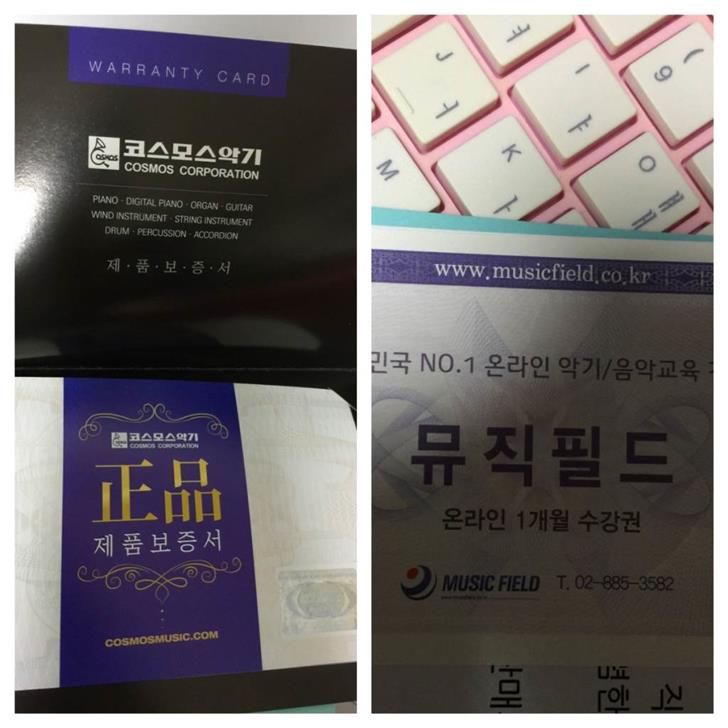 WARRANTY CARD
COSMOS
코스모스악기
COSMOS CORPORATION
PIANO · DIGITAL PIANO · ORGAN · GUITAR
WIND INSTRUMENT · STRING INSTRUMENT
DRUM · PERCUSSION · ACCORDION
제·품·보·증·서
코스모스악기
COSMOS CORPORATION
正品
제품보증서
COSMOSMUSIC.COM
J ㅓ
ㅕ
I ㅑ
( 9
M
K ㅏ
O ㅒ ㅐ
www.musicfield.co.kr
민국 NO.1 온라인 악기/음악교육
뮤직필드
온라인 1개월 수강권
MUSIC FIELD T. 02-885-3582